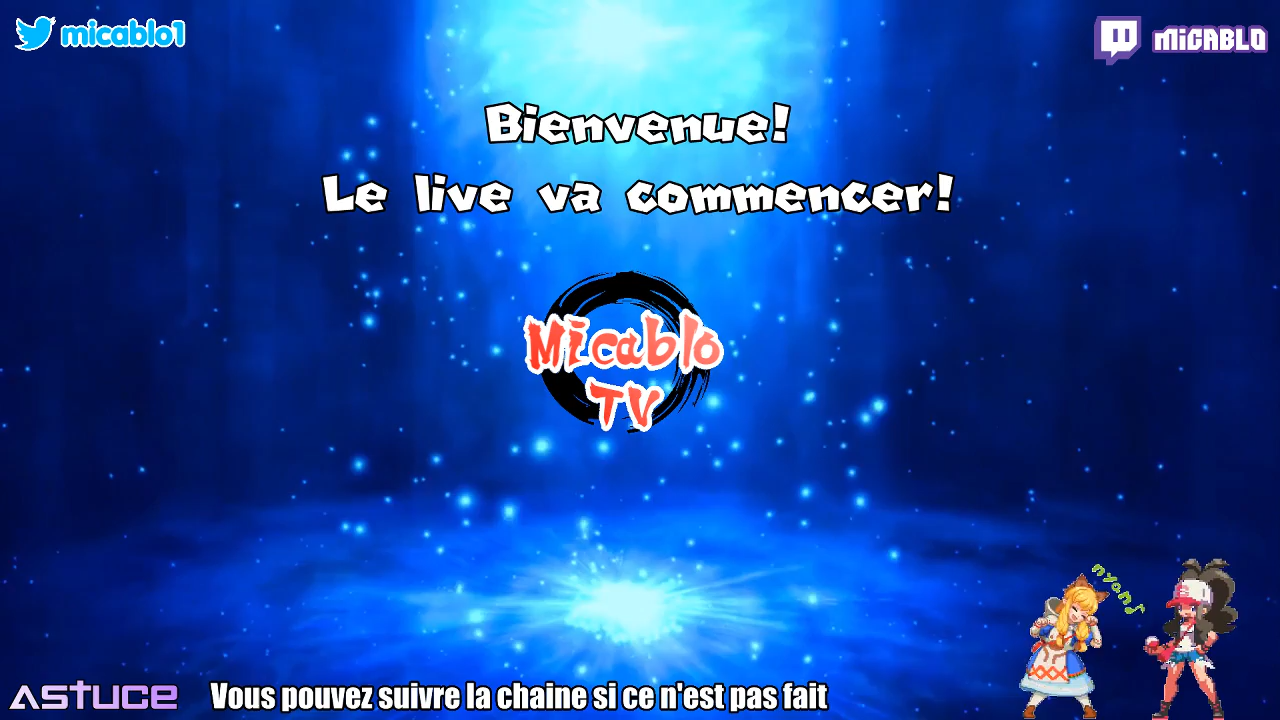 micablo1
MICABLO
Bienvenue!
Le live va commencer!
Micablo
TV
nyan♪
ASTUCE Vous pouvez suivre la chaine si ce n'est pas fait